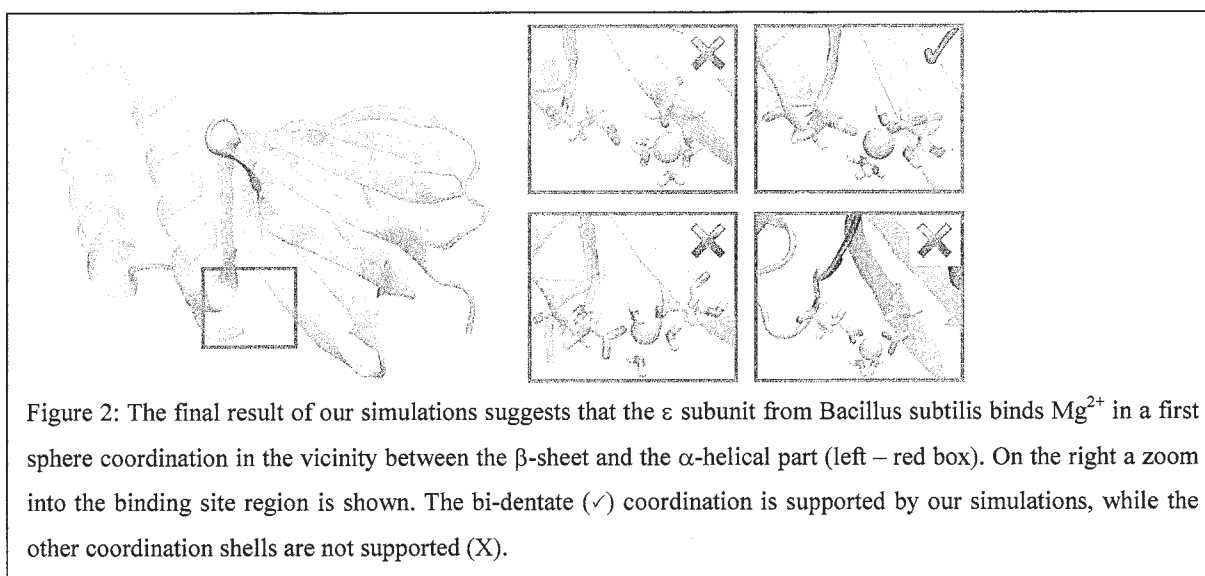 Figure 2: The final result of our simulations suggests that the ε subunit from Bacillus subtilis binds Mg²⁺ in a first
sphere coordination in the vicinity between the β-sheet and the α-helical part (left – red box). On the right a zoom
into the binding site region is shown. The bi-dentate (✓) coordination is supported by our simulations, while the
other coordination shells are not supported (X).